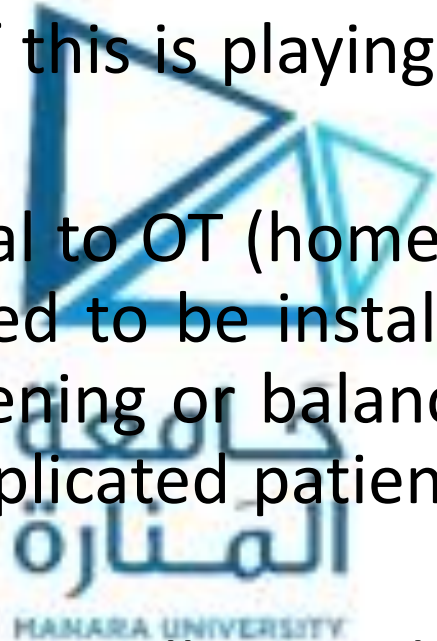 this is playing
al to OT (home
ed to be instal
ening or balanc
plicated patien
جامعة
المنارة
MANARA UNIVERSITY